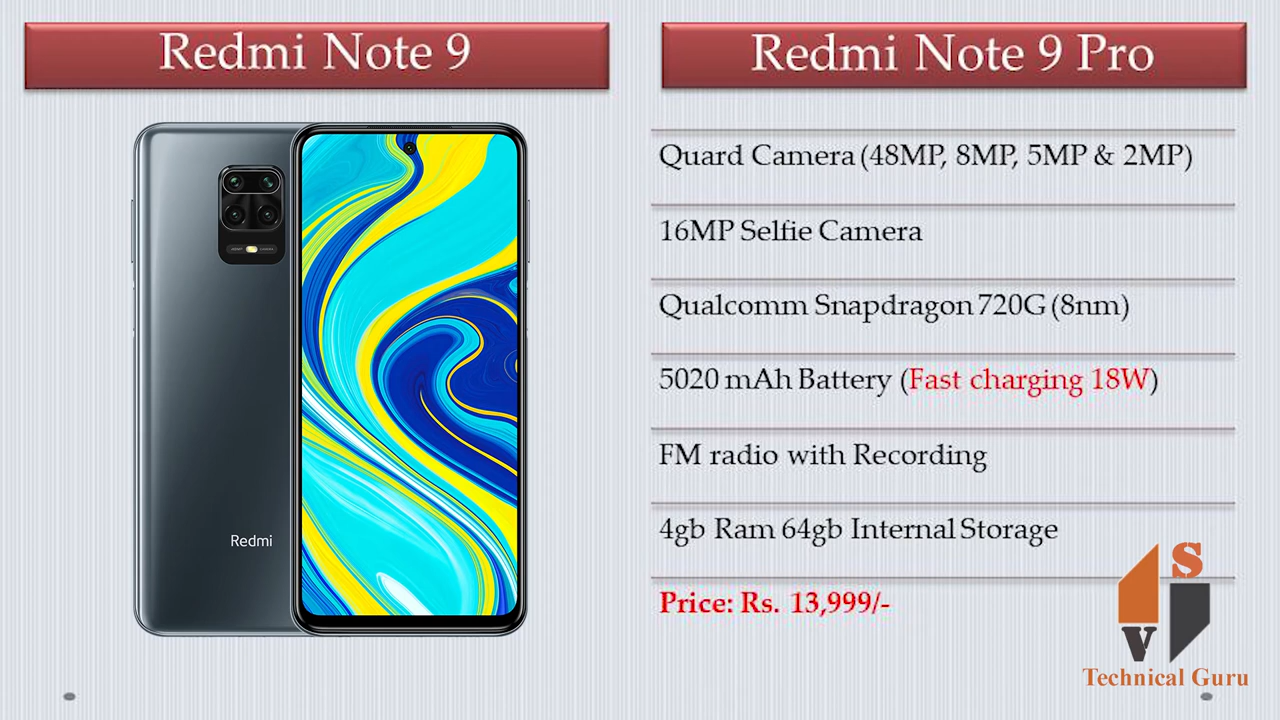 Redmi Note 9
Redmi Note 9 Pro
Redmi
Quard Camera (48MP, 8MP, 5MP & 2MP)
16MP Selfie Camera
Qualcomm Snapdragon 720G (8nm)
5020 mAh Battery (Fast charging 18W)
FM radio with Recording
4gb Ram 64gb Internal Storage
Price: Rs. 13,999/-
S
V
Technical Guru